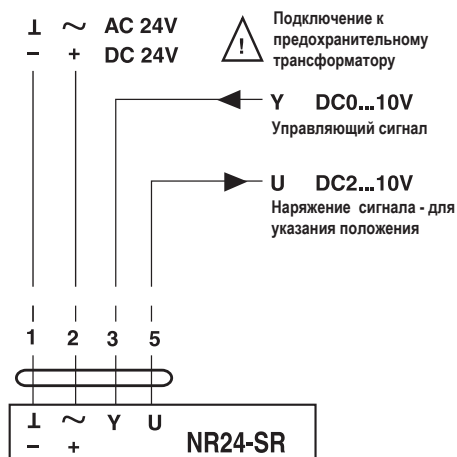 ⊥ ~ AC 24V
– + DC 24V
!
Подключение к
предохранительному
трансформатору
Y DC0...10V
Управляющий сигнал
U DC2...10V
Наряжение сигнала - для
указания положения
1 2 3 5
⊥ ~ Y U
– +
NR24-SR